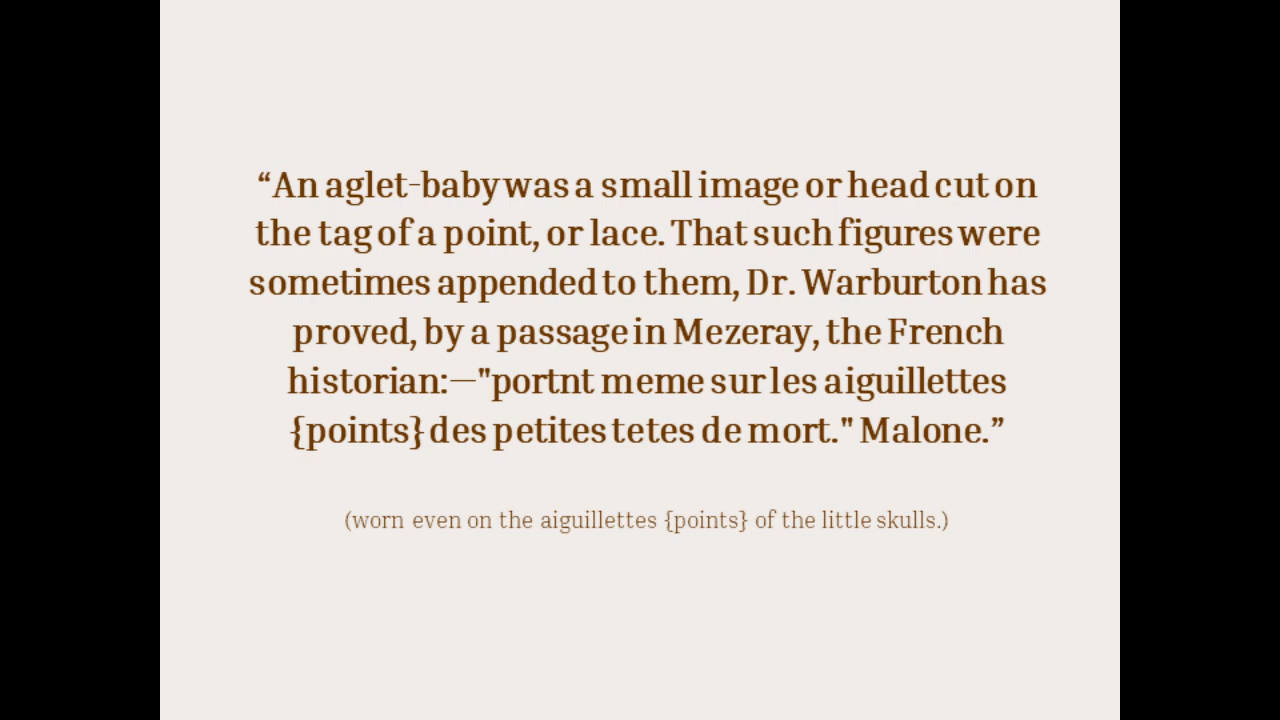 “An aglet-baby was a small image or head cut on
the tag of a point, or lace. That such figures were
sometimes appended to them, Dr. Warburton has
proved, by a passage in Mezeray, the French
historian:—"portnt meme sur les aiguillettes
{points} des petites tetes de mort." Malone.”
(worn even on the aiguillettes {points} of the little skulls.)